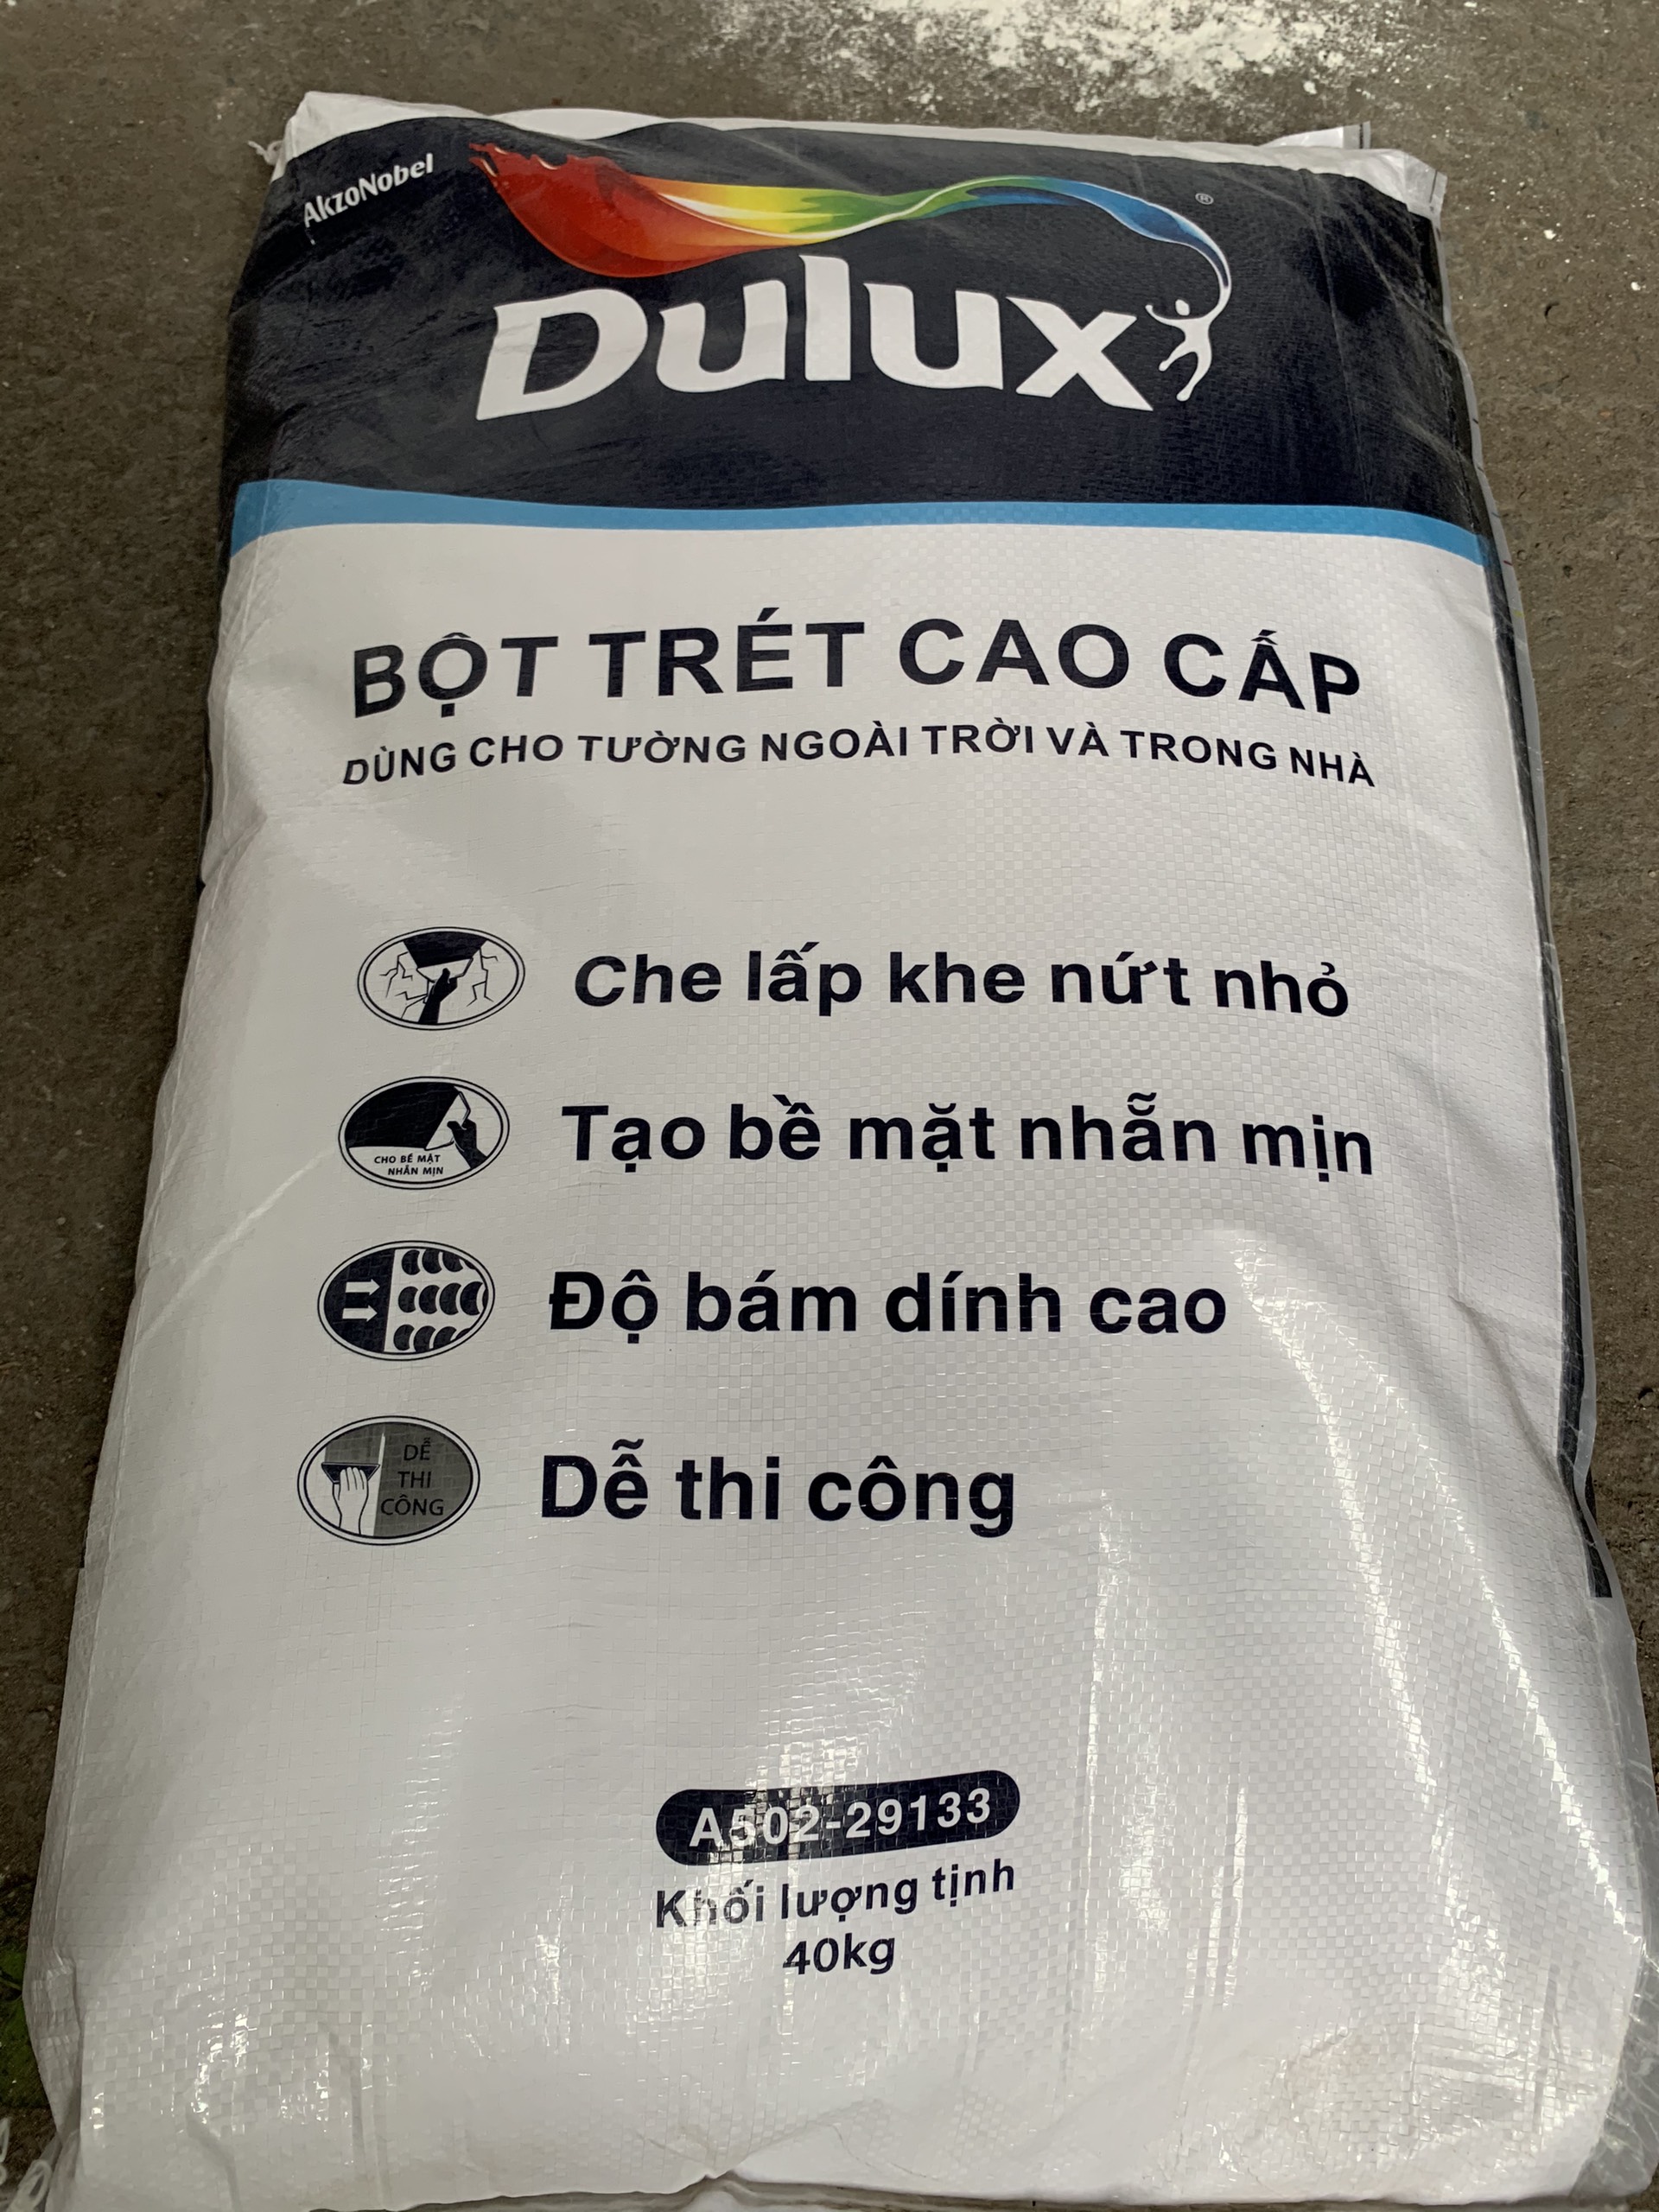 AkzoNobel
®
Dulux
BỘT TRÉT CAO CẤP
DÙNG CHO TƯỜNG NGOÀI TRỜI VÀ TRONG NHÀ
Che lấp khe nứt nhỏ
CHO BỀ MẶT
NHẴN MỊN
Tạo bề mặt nhẵn mịn
Độ bám dính cao
DỄ
THI
CÔNG
Dễ thi công
A502-29133
Khối lượng tịnh
40kg